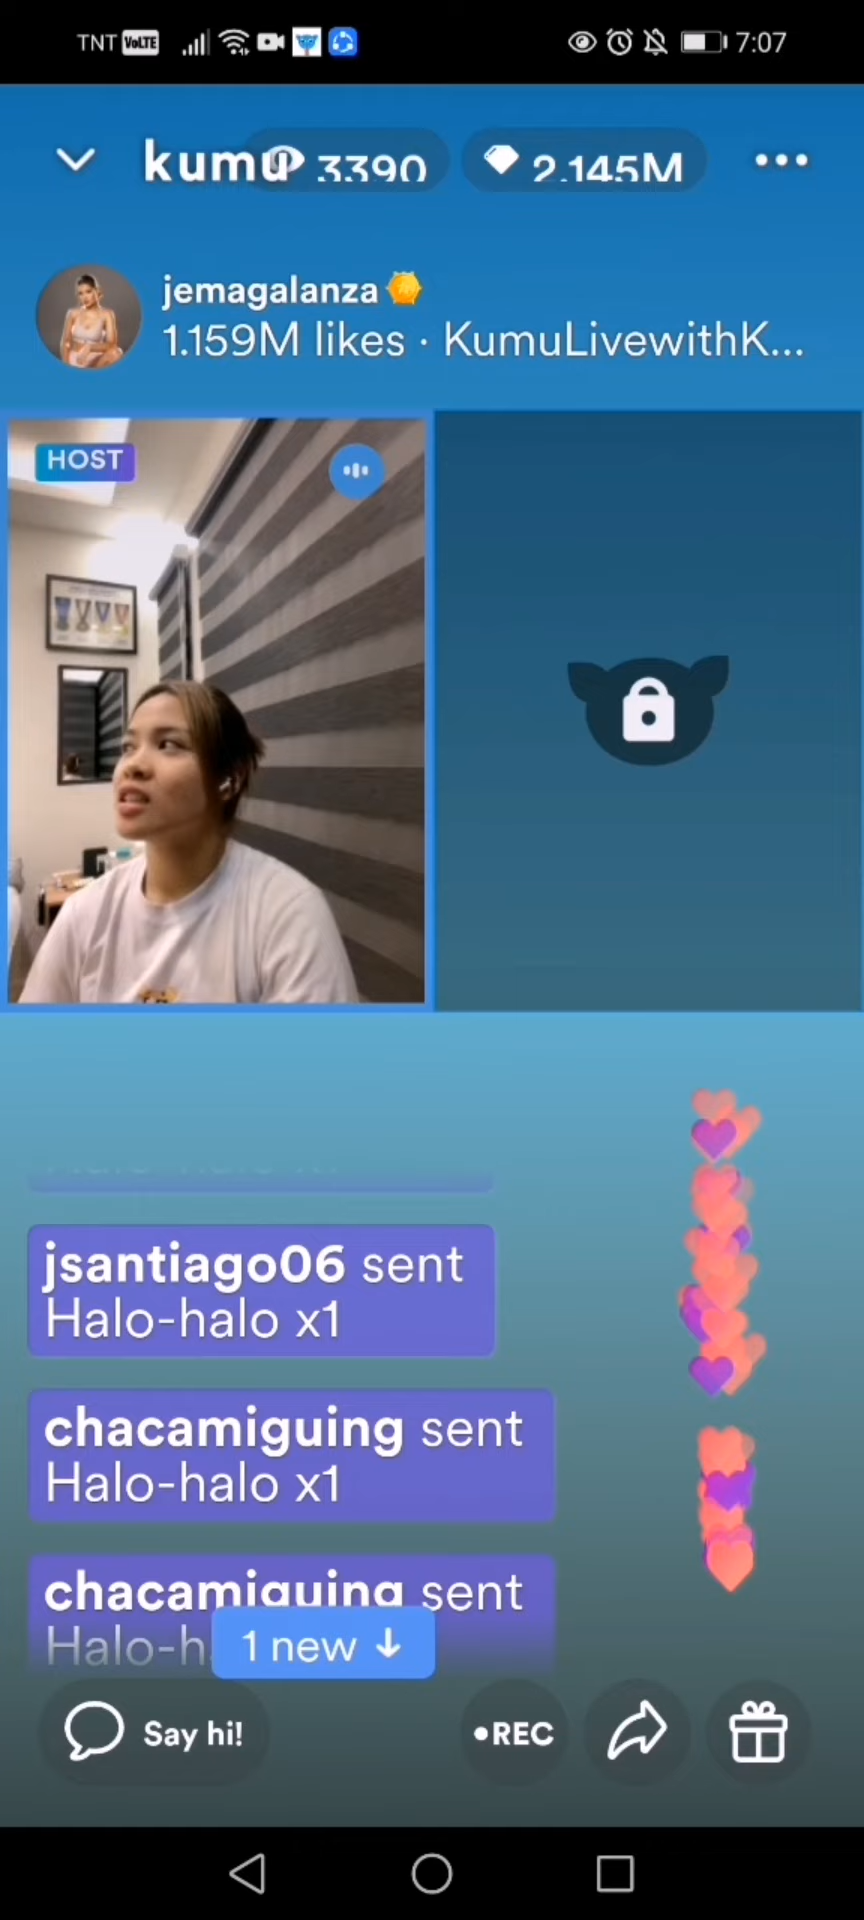 TNT VoLTE 7:07
kumu 3390 2.145M
jemagalanza
1.159M likes · KumuLivewithK...
HOST
jsantiago06 sent
Halo-halo x1
chacamiguing sent
Halo-halo x1
chacamiguing sent
Halo-h
1 new
Say hi!
REC